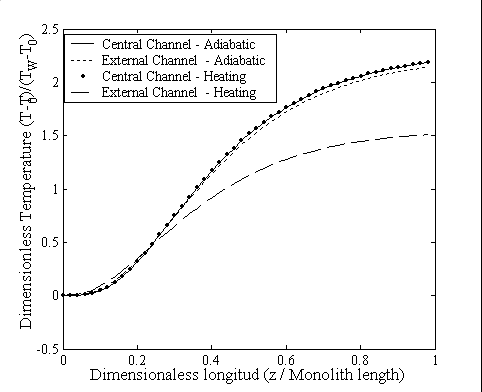 2.5
2
1.5
1
0.5
0
-0.5
Dimensionless Temperature (T-T0)/(TW-T0)
Central Channel - Adiabatic
External Channel - Adiabatic
Central Channel - Heating
External Channel - Heating
0 0.2 0.4 0.6 0.8 1
Dimensionaless longitud (z / Monolith length)